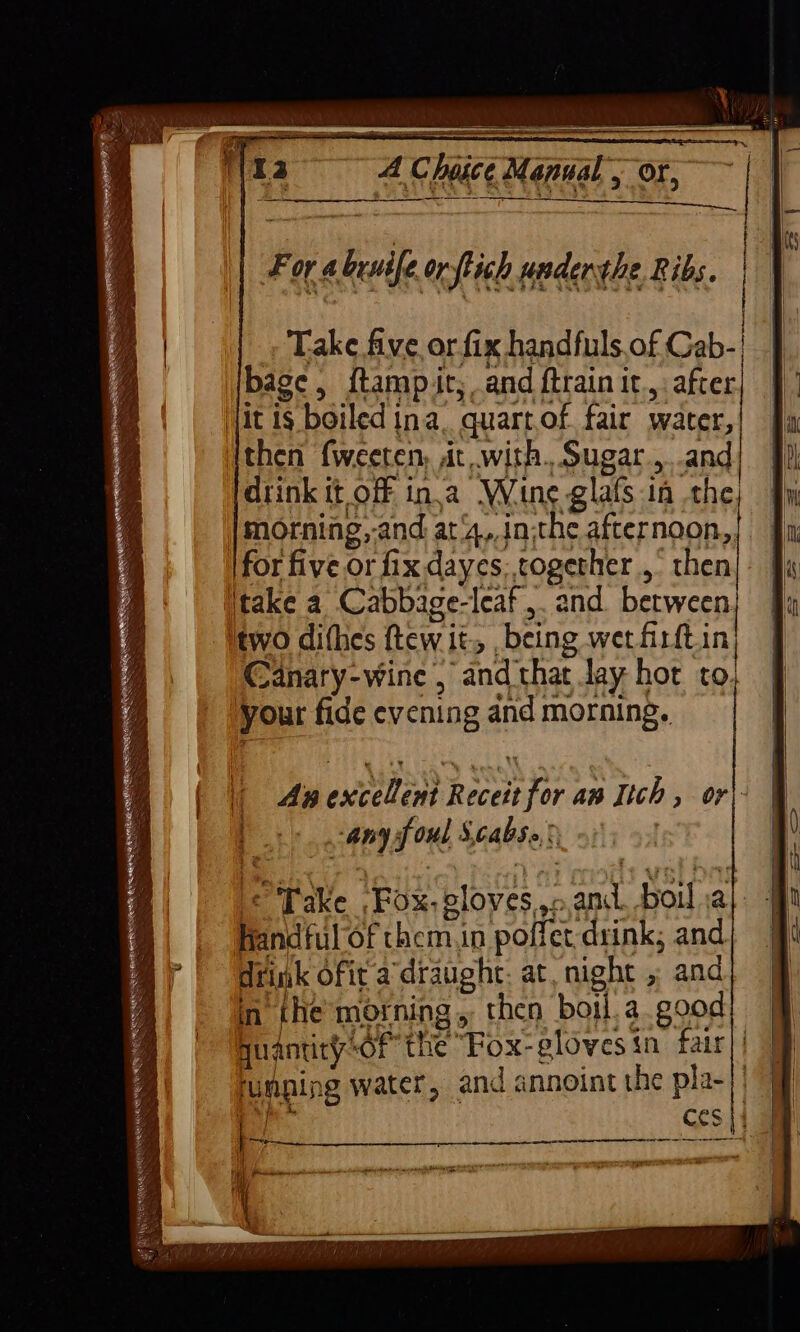 12 A Choice Manual, or,
For a bruiſe or ſtich under the Ribs.
Take five or ſix handfuls of Cab-
bage, ſtamp it, and ſtrain it, after
it is boiled in a quart of fair water,
then ſweeten it with Sugar, and
drink it off in a Wine glaſs in the
morning, and at 4. in the afternoon,
for five or ſix dayes together, then
take a Cabbage-leaf, and between
two diſhes ſtew it, being wet firſt in
Canary-wine, and that lay hot to
your ſide evening and morning.
An excellent Receit for an Itch, or
any foul Scabs.
Take Fox-gloves, and boil a
handful of them in poſſet drink, and
drink of it a draught at night, and
in the morning, then boil a good
quantity of the Fox-gloves in fair
running water, and annoint the pla-
ces